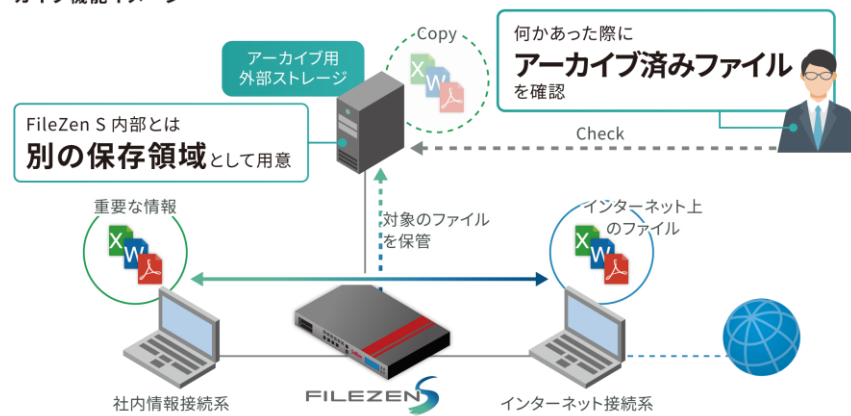 アーカイブ用
外部ストレージ
Copy
何かあった際に
アーカイブ済みファイル
を確認
FileZen S 内部とは
別の保存領域として用意
Check
重要な情報
対象のファイル
を保管
インターネット上
のファイル
X
W
X
W
X
W
社内情報接続系
FILEZEN S
インターネット接続系